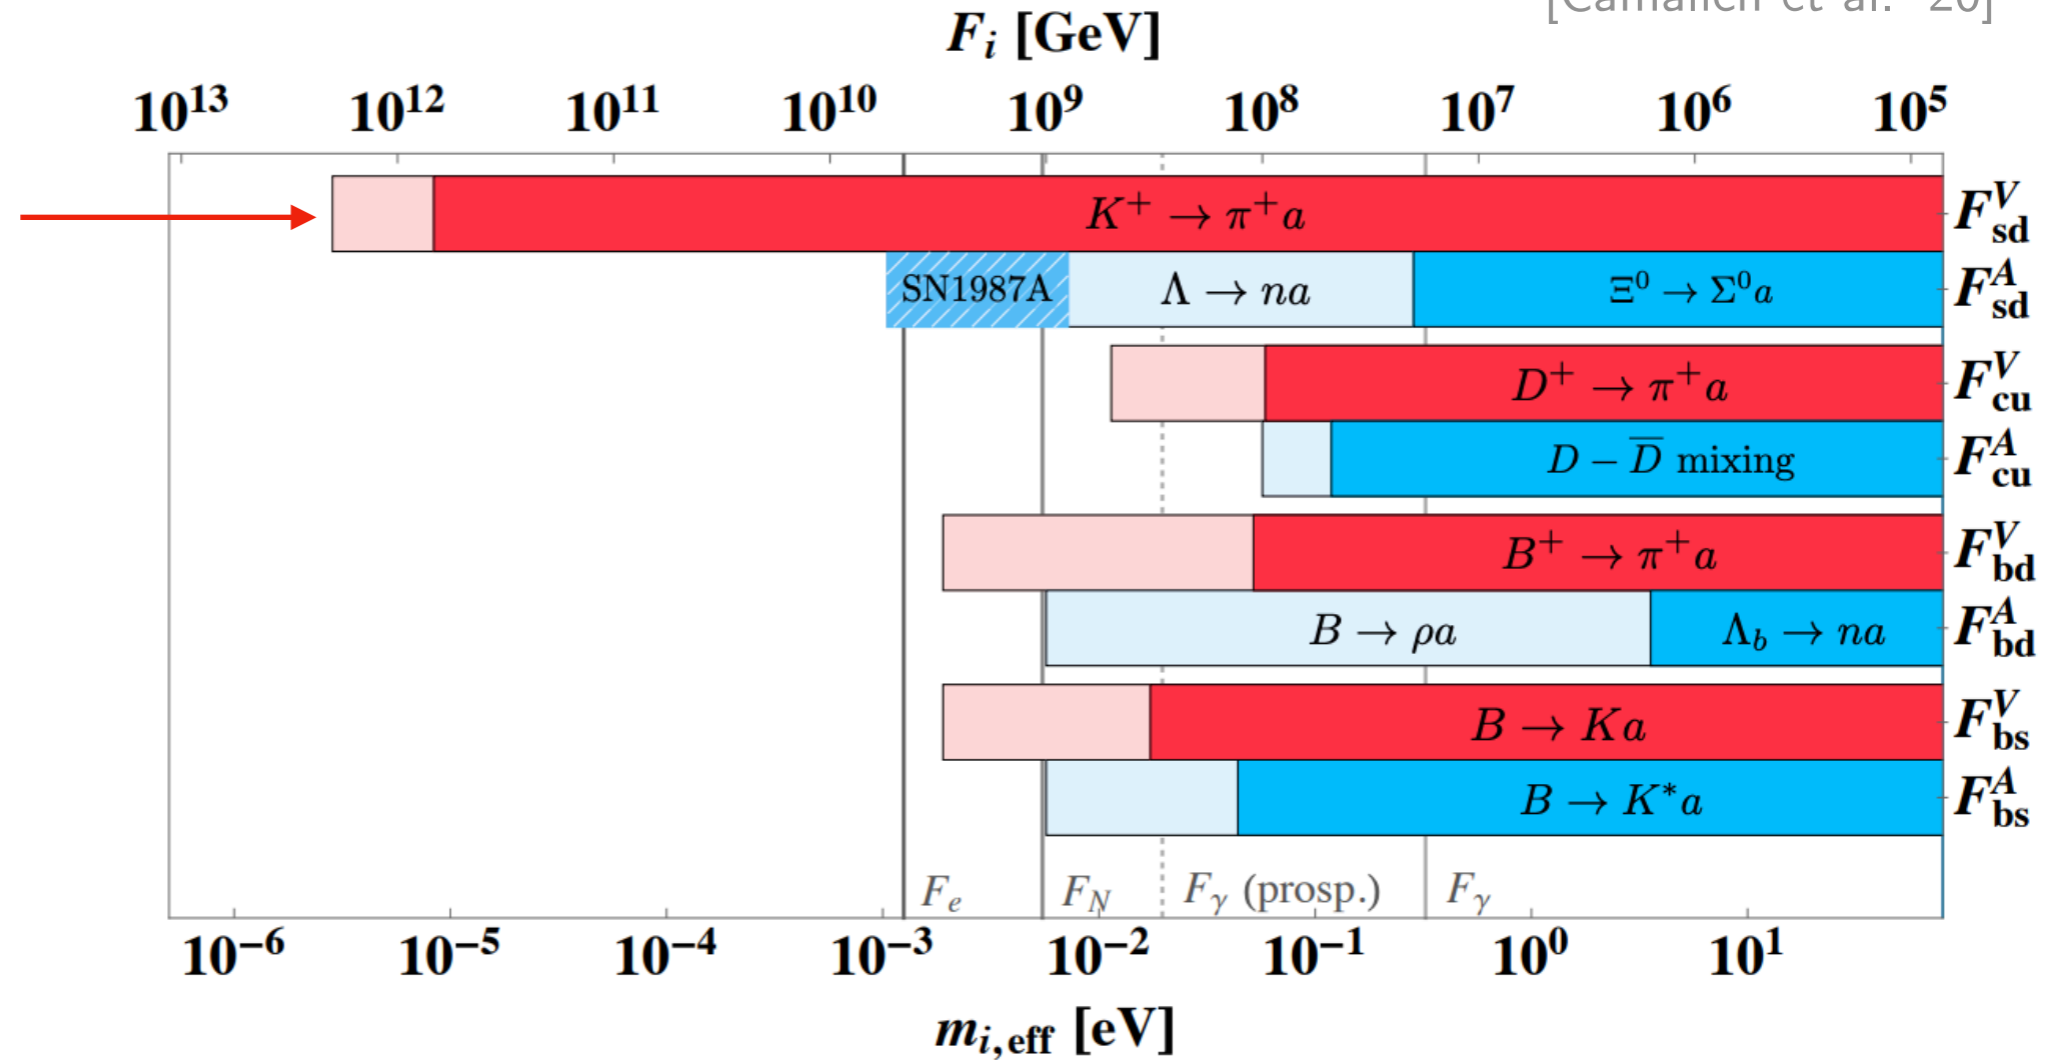 [Camalich et al. '20]
F_i [GeV]
10^13 10^12 10^11 10^10 10^9 10^8 10^7 10^6 10^5
K^+ → π^+ a F^V_sd
SN1987A Λ → na Ξ^0 → Σ^0 a F^A_sd
D^+ → π^+ a F^V_cu
D − D̅ mixing F^A_cu
B^+ → π^+ a F^V_bd
B → ρa Λ_b → na F^A_bd
B → Ka F^V_bs
B → K^* a F^A_bs
F_e F_N F_γ (prosp.) F_γ
10^−6 10^−5 10^−4 10^−3 10^−2 10^−1 10^0 10^1
m_i,eff [eV]